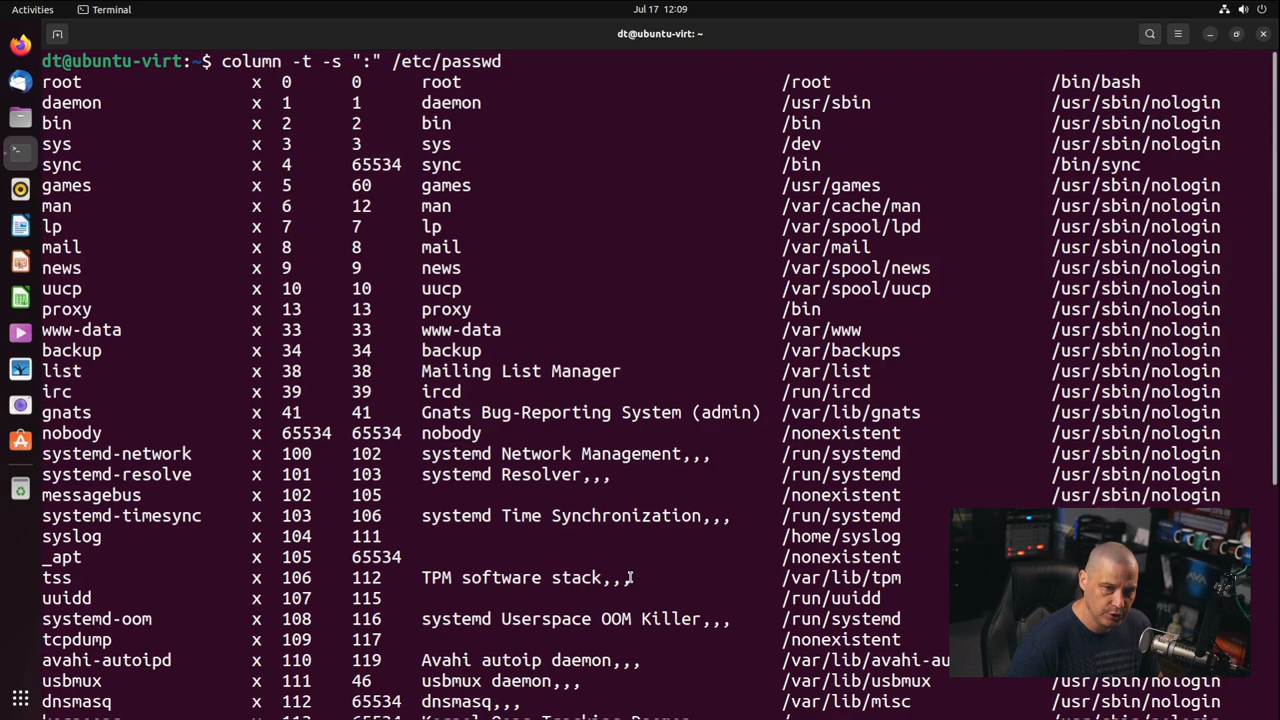 Activities Terminal Jul 17 12:09
dt@ubuntu-virt: ~
dt@ubuntu-virt:~$ column -t -s ":" /etc/passwd
root x 0 0 root /root /bin/bash
daemon x 1 1 daemon /usr/sbin /usr/sbin/nologin
bin x 2 2 bin /bin /usr/sbin/nologin
sys x 3 3 sys /dev /usr/sbin/nologin
sync x 4 65534 sync /bin /bin/sync
games x 5 60 games /usr/games /usr/sbin/nologin
man x 6 12 man /var/cache/man /usr/sbin/nologin
lp x 7 7 lp /var/spool/lpd /usr/sbin/nologin
mail x 8 8 mail /var/mail /usr/sbin/nologin
news x 9 9 news /var/spool/news /usr/sbin/nologin
uucp x 10 10 uucp /var/spool/uucp /usr/sbin/nologin
proxy x 13 13 proxy /bin /usr/sbin/nologin
www-data x 33 33 www-data /var/www /usr/sbin/nologin
backup x 34 34 backup /var/backups /usr/sbin/nologin
list x 38 38 Mailing List Manager /var/list /usr/sbin/nologin
irc x 39 39 ircd /run/ircd /usr/sbin/nologin
gnats x 41 41 Gnats Bug-Reporting System (admin) /var/lib/gnats /usr/sbin/nologin
nobody x 65534 65534 nobody /nonexistent /usr/sbin/nologin
systemd-network x 100 102 systemd Network Management,,, /run/systemd /usr/sbin/nologin
systemd-resolve x 101 103 systemd Resolver,,, /run/systemd /usr/sbin/nologin
messagebus x 102 105 /nonexistent /usr/sbin/nologin
systemd-timesync x 103 106 systemd Time Synchronization,,, /run/systemd
syslog x 104 111 /home/syslog
_apt x 105 65534 /nonexistent
tss x 106 112 TPM software stack,,, /var/lib/tpm
uuidd x 107 115 /run/uuidd
systemd-oom x 108 116 systemd Userspace OOM Killer,,, /run/systemd
tcpdump x 109 117 /nonexistent
avahi-autoipd x 110 119 Avahi autoip daemon,,, /var/lib/avahi-au
usbmux x 111 46 usbmux daemon,,, /var/lib/usbmux
dnsmasq x 112 65534 dnsmasq,,, /var/lib/misc